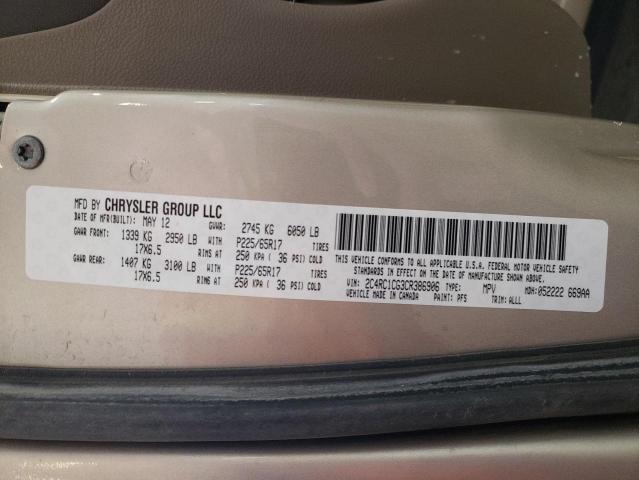 MFD BY CHRYSLER GROUP LLC
DATE OF MFR(BUILT): MAY 12 GVWR: 2745 KG 6050 LB
GAWR FRONT: 1339 KG 2950 LB WITH P225/65R17 TIRES
17X6.5 RIMS AT 250 KPA ( 36 PSI) COLD
GAWR REAR: 1407 KG 3100 LB WITH P225/65R17 TIRES
17X6.5 RIMS AT 250 KPA ( 36 PSI) COLD
THIS VEHICLE CONFORMS TO ALL APPLICABLE U.S.A. FEDERAL MOTOR VEHICLE SAFETY
STANDARDS IN EFFECT ON THE DATE OF MANUFACTURE SHOWN ABOVE.
VIN: 2C4RC1CG3CR386906 TYPE: MPV MDH: 052222 669AA
MADE IN CANADA PAINT: PFS TRIM: ALLL